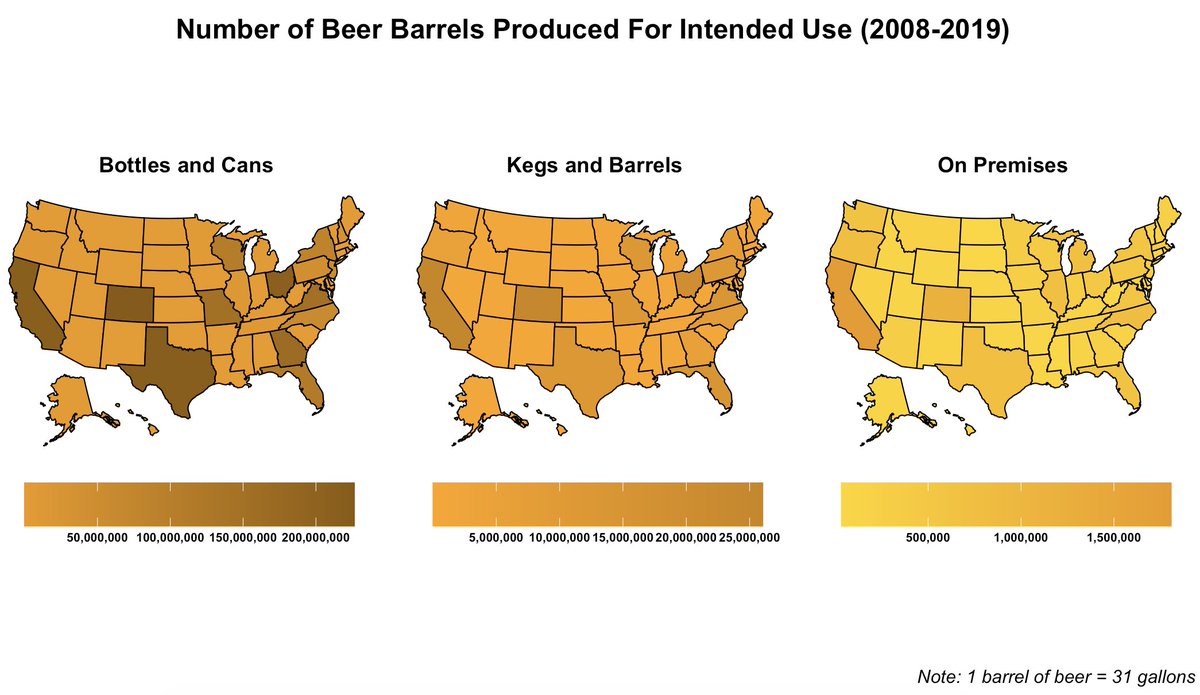 Number of Beer Barrels Produced For Intended Use (2008-2019)
Bottles and Cans
Kegs and Barrels
On Premises
50,000,000 100,000,000 150,000,000 200,000,000
5,000,000 10,000,000 15,000,000 20,000,000 25,000,000
500,000 1,000,000 1,500,000
Note: 1 barrel of beer = 31 gallons